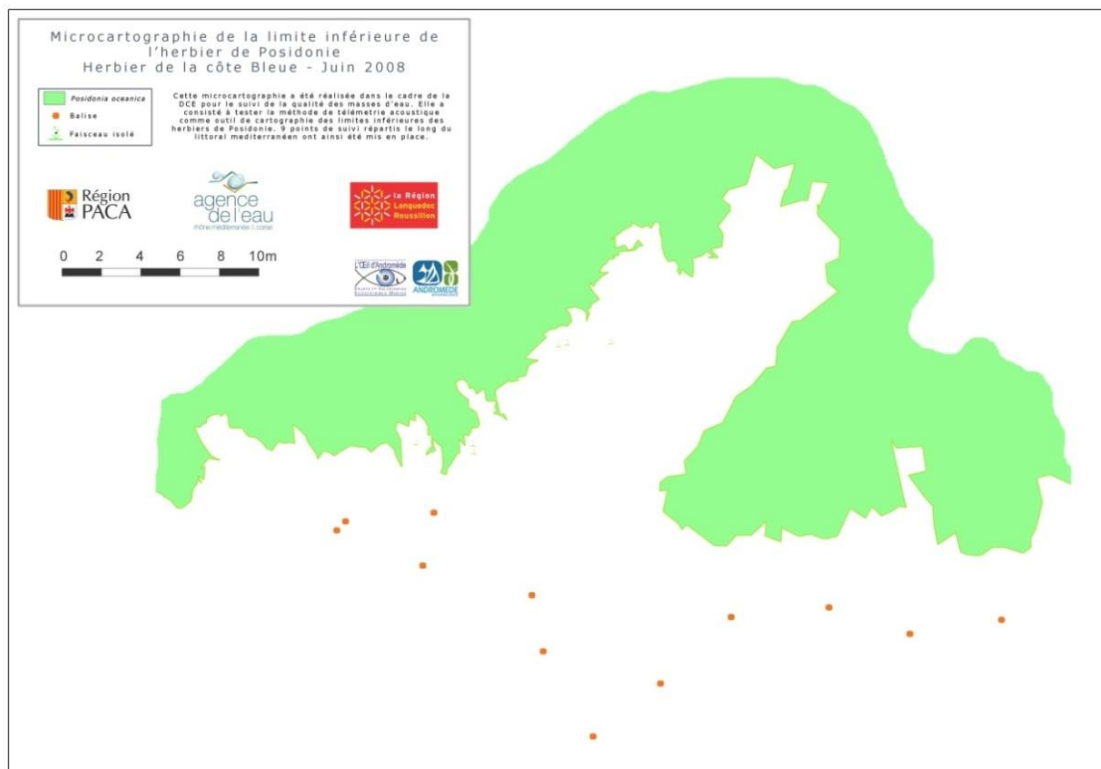 Microcartographie de la limite inférieure de
l'herbier de Posidonie
Herbier de la côte Bleue - Juin 2008
Posidonia oceanica
Balise
Faisceau isolé
Cette microcartographie a été réalisée dans le cadre de la
DCE pour le suivi de la qualité des masses d'eau. Elle a
consisté à tester la méthode de télémetrie acoustique
comme outil de cartographie des limites inférieures des
herbiers de Posidonie. 9 points de suivi répartis le long du
littoral mediterranéen ont ainsi été mis en place.
Région
PACA
agence
de l'eau
rhône méditerranée & corse
la Région
Languedoc
Roussillon
0 2 4 6 8 10m
L'Œil d'Andromède
ANDROMEDE